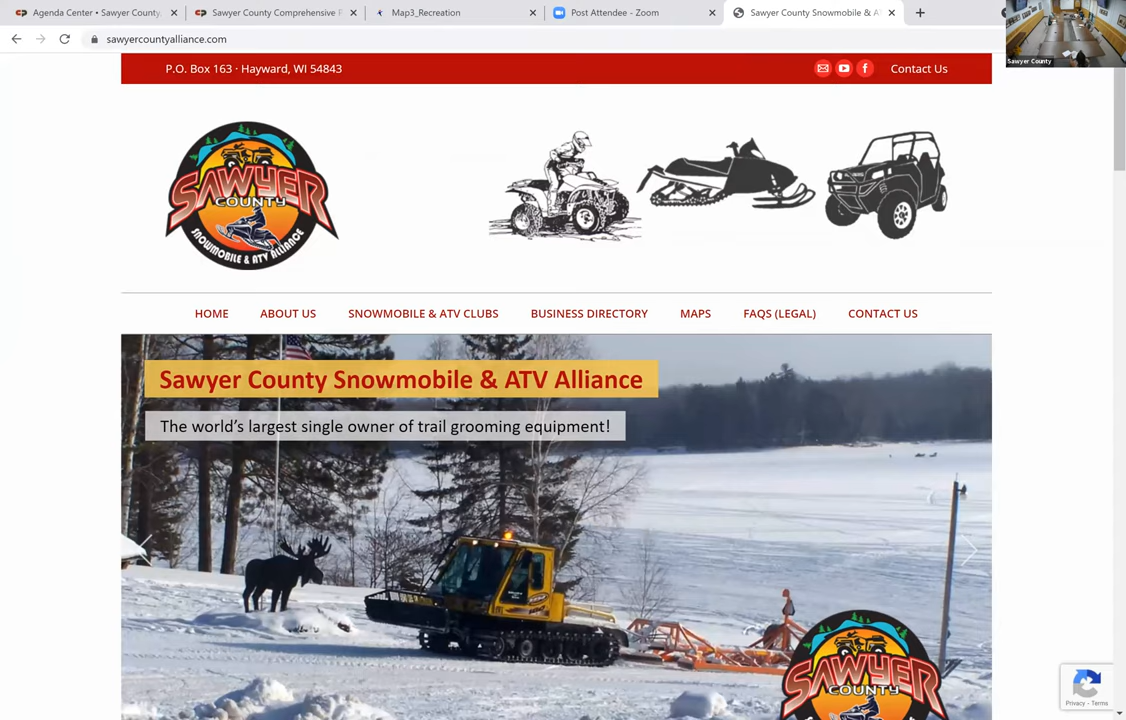 Agenda Center • Sawyer County,
Sawyer County Comprehensive P
Map3_Recreation
Post Attendee - Zoom
Sawyer County Snowmobile & A
sawyercountyalliance.com
Sawyer County
P.O. Box 163 · Hayward, WI 54843
Contact Us
SAWYER
COUNTY
SNOWMOBILE & ATV ALLIANCE
HOME
ABOUT US
SNOWMOBILE & ATV CLUBS
BUSINESS DIRECTORY
MAPS
FAQS (LEGAL)
CONTACT US
Sawyer County Snowmobile & ATV Alliance
The world's largest single owner of trail grooming equipment!
SAWYER
COUNTY
Privacy - Terms